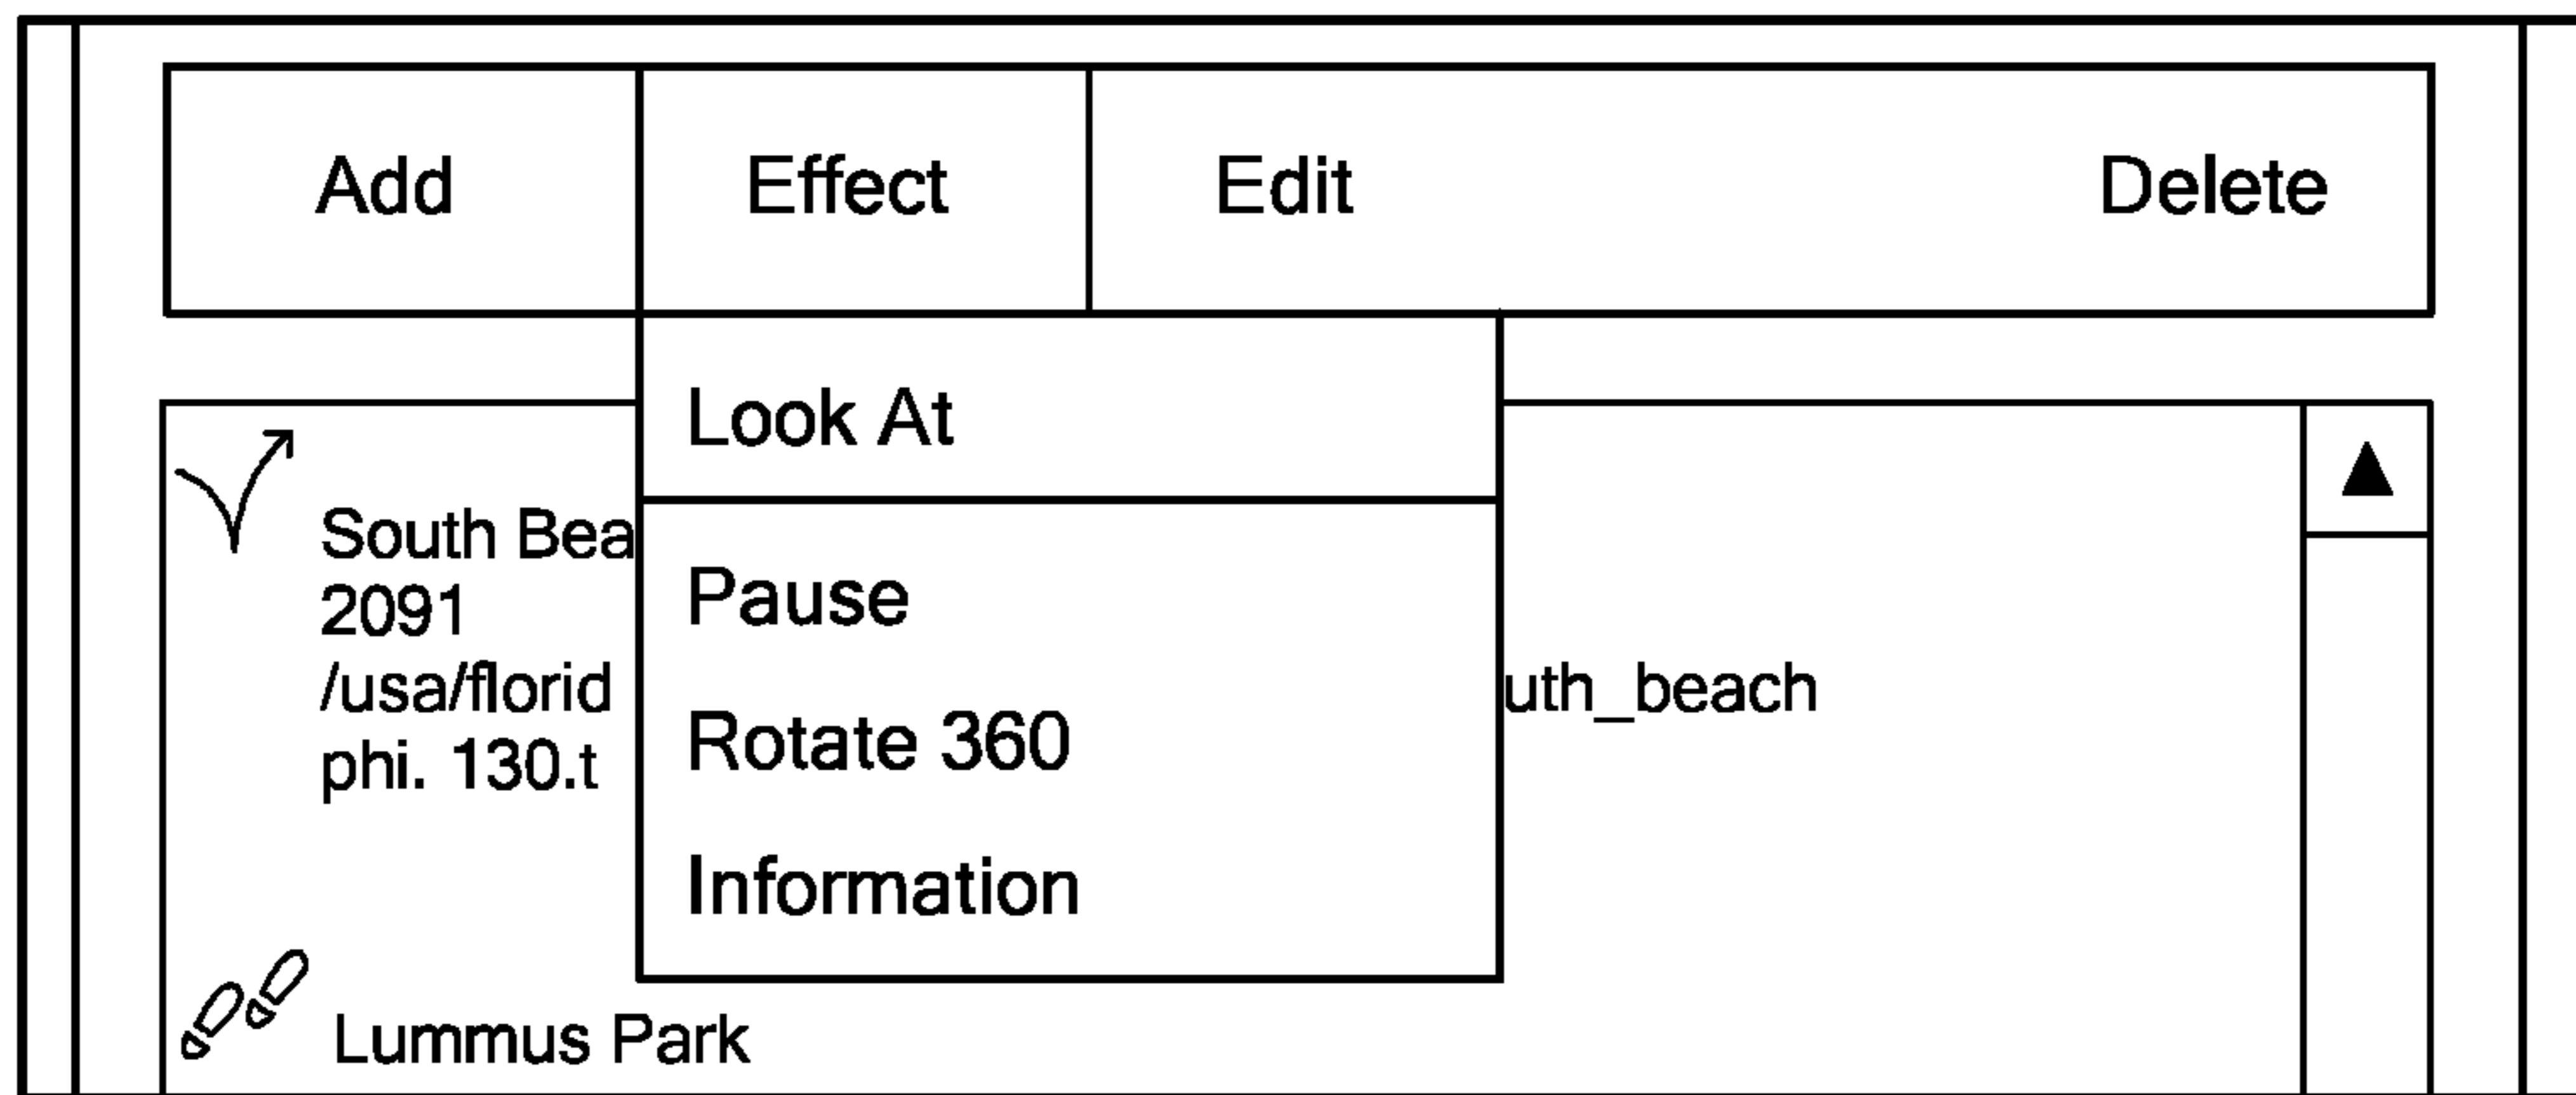 Add Effect Edit Delete
Look At
Pause
Rotate 360
Information
South Bea
2091
/usa/florid uth_beach
phi. 130.t
Lummus Park